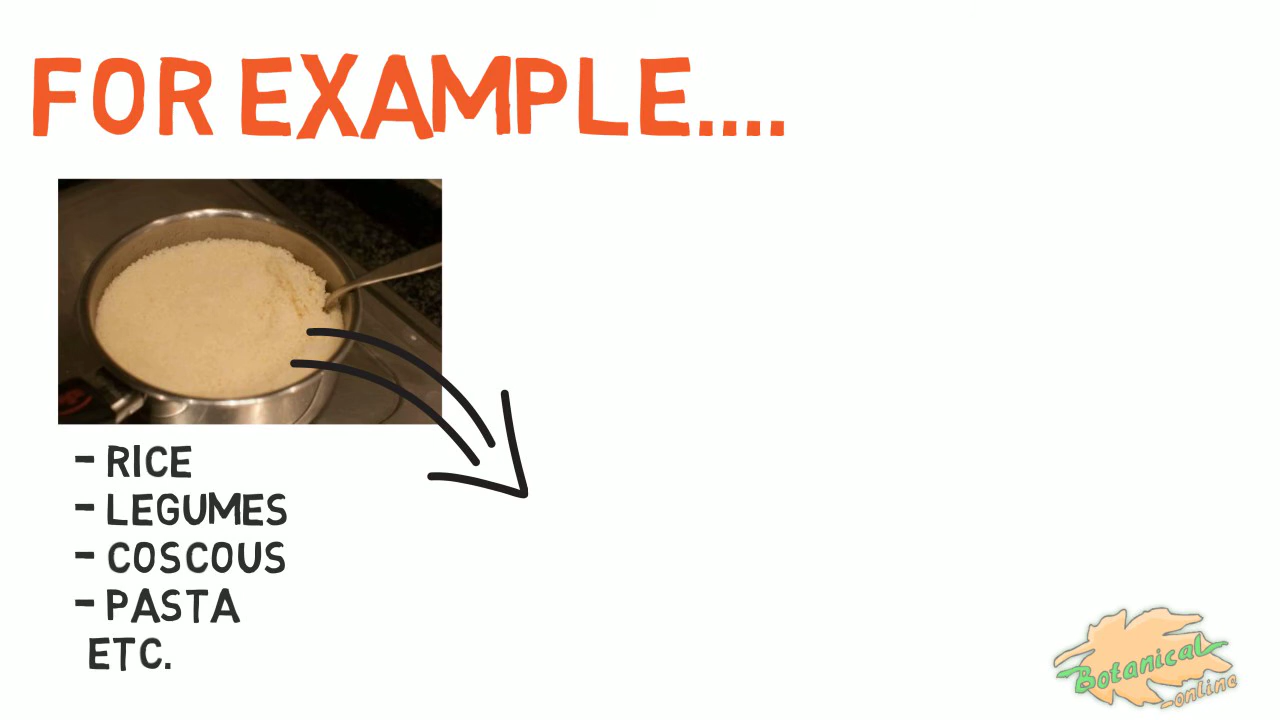 FOR EXAMPLE....
- RICE
- LEGUMES
- COSCOUS
- PASTA
ETC.
Botanical
-online